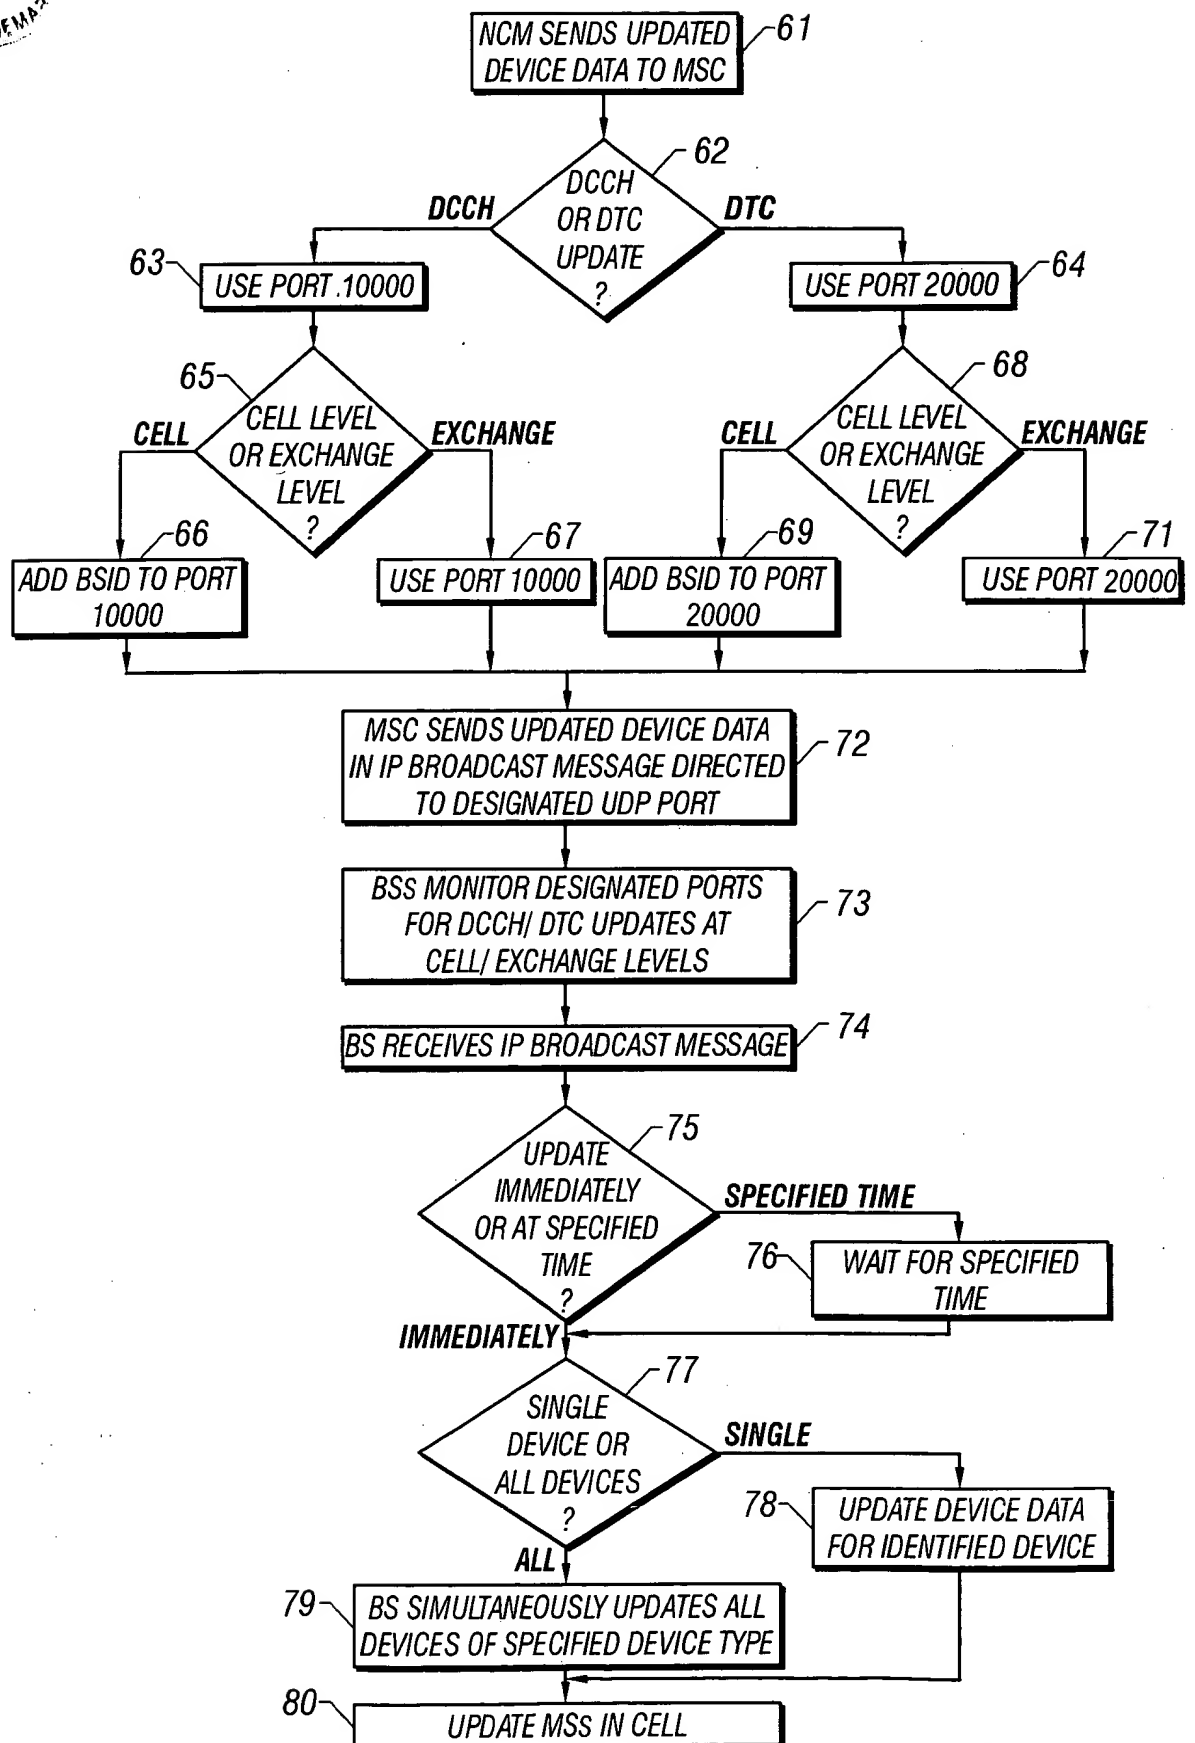 NCM SENDS UPDATED
DEVICE DATA TO MSC
61
DCCH
OR DTC
UPDATE
?
62
DCCH
DTC
63
USE PORT .10000
USE PORT 20000
64
65
CELL LEVEL
OR EXCHANGE
LEVEL
?
CELL
EXCHANGE
68
CELL LEVEL
OR EXCHANGE
LEVEL
?
CELL
EXCHANGE
66
ADD BSID TO PORT
10000
67
USE PORT 10000
69
ADD BSID TO PORT
20000
71
USE PORT 20000
MSC SENDS UPDATED DEVICE DATA
IN IP BROADCAST MESSAGE DIRECTED
TO DESIGNATED UDP PORT
72
BSs MONITOR DESIGNATED PORTS
FOR DCCH/ DTC UPDATES AT
CELL/ EXCHANGE LEVELS
73
BS RECEIVES IP BROADCAST MESSAGE
74
75
UPDATE
IMMEDIATELY
OR AT SPECIFIED
TIME
?
SPECIFIED TIME
76
WAIT FOR SPECIFIED
TIME
IMMEDIATELY
77
SINGLE
DEVICE OR
ALL DEVICES
?
SINGLE
78
UPDATE DEVICE DATA
FOR IDENTIFIED DEVICE
ALL
79
BS SIMULTANEOUSLY UPDATES ALL
DEVICES OF SPECIFIED DEVICE TYPE
80
UPDATE MSs IN CELL